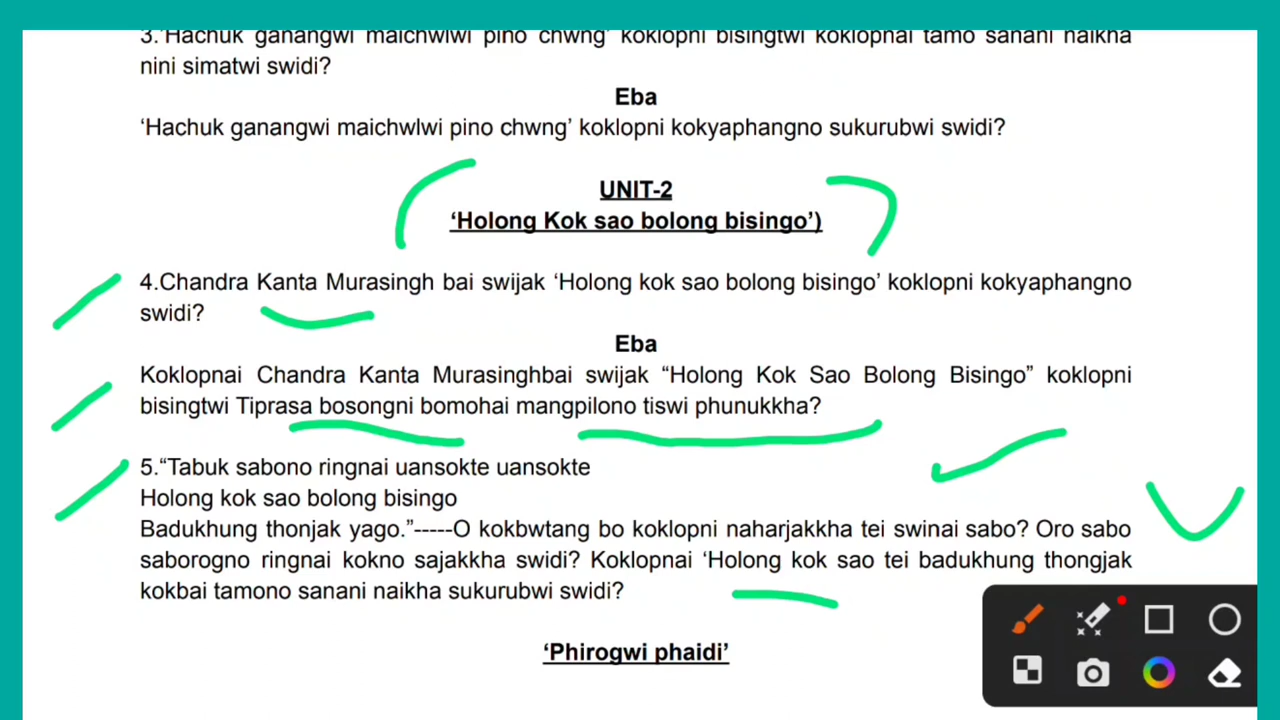 3.'Hachuk ganangwi maichwlwi pino chwng' koklopni bisingtwi koklopnai tamo sanani naikha
nini simatwi swidi?
Eba
‘Hachuk ganangwi maichwlwi pino chwng’ koklopni kokyaphangno sukurubwi swidi?
UNIT-2
‘Holong Kok sao bolong bisingo’)
4.Chandra Kanta Murasingh bai swijak ‘Holong kok sao bolong bisingo’ koklopni kokyaphangno
swidi?
Eba
Koklopnai Chandra Kanta Murasinghbai swijak “Holong Kok Sao Bolong Bisingo” koklopni
bisingtwi Tiprasa bosongni bomohai mangpilono tiswi phunukkha?
5.“Tabuk sabono ringnai uansokte uansokte
Holong kok sao bolong bisingo
Badukhung thonjak yago.”-----O kokbwtang bo koklopni naharjakkha tei swinai sabo? Oro sabo
saborogno ringnai kokno sajakkha swidi? Koklopnai ‘Holong kok sao tei badukhung thongjak
kokbai tamono sanani naikha sukurubwi swidi?
‘Phirogwi phaidi’